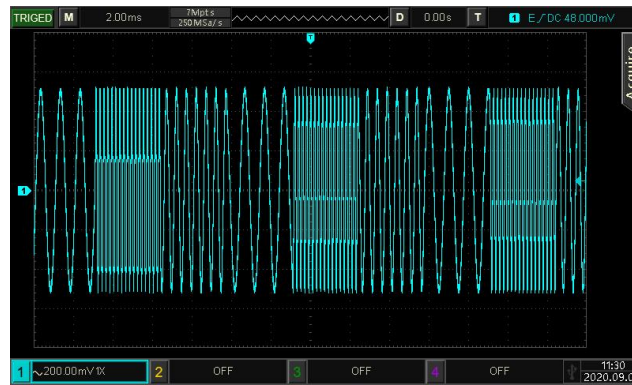 TRIGED M 2.00ms 7Mpts D 0.00s T 1 E DC 48.000mV
250MSa/s
T
Acquire
1
1 200.00mV 1X 2 OFF 3 OFF 4 OFF 11:30
2020.09.0